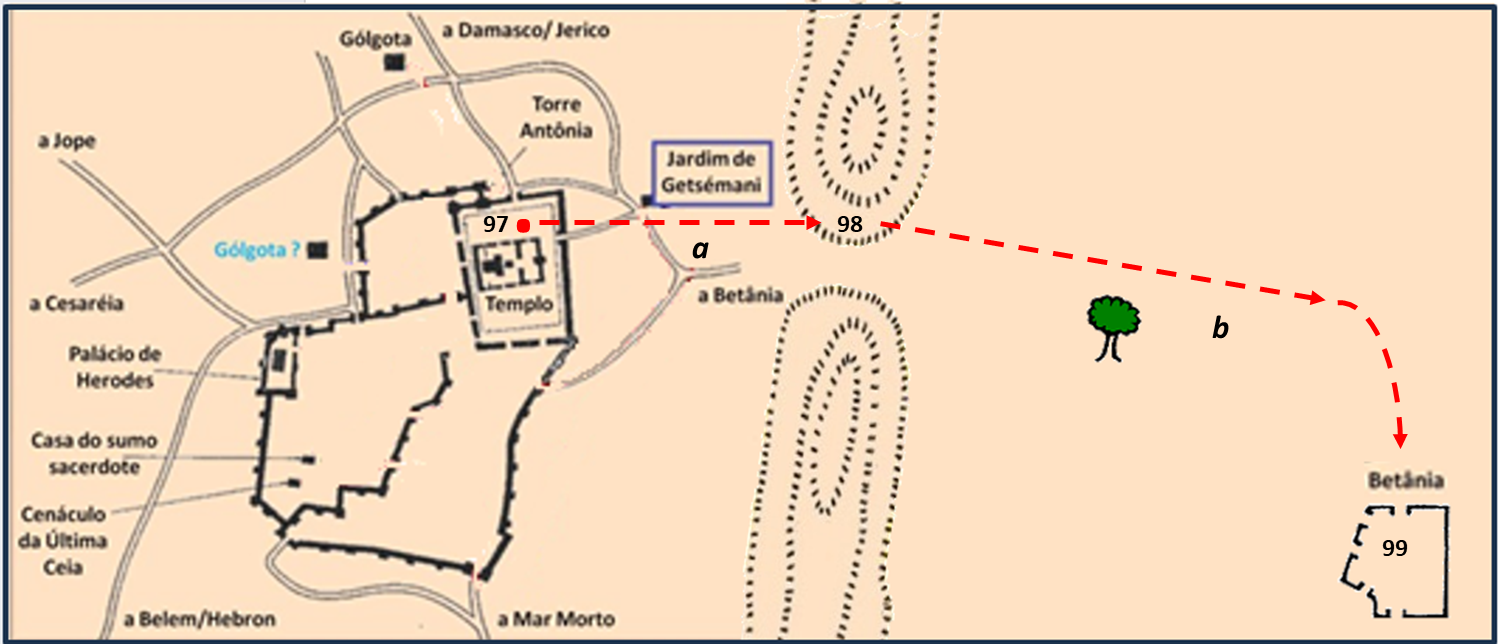 Gólgota
a Damasco/ Jerico
Torre
Antônia
a Jope
Jardim de
Getsémani
97
98
Gólgota ?
a
a Cesaréia
Templo
a Betânia
b
Palácio de
Herodes
Casa do sumo
sacerdote
Betânia
Cenáculo
da Última
Ceia
99
a Belem/Hebron
a Mar Morto